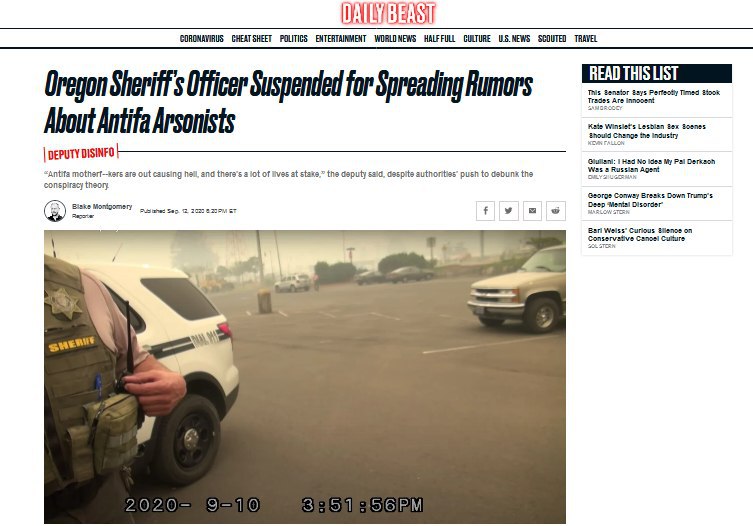 DAILY BEAST
CORONAVIRUS CHEAT SHEET POLITICS ENTERTAINMENT WORLD NEWS HALF FULL CULTURE U.S. NEWS SCOUTED TRAVEL
Oregon Sheriff's Officer Suspended for Spreading Rumors
About Antifa Arsonists
DEPUTY DISINFO
“Antifa motherf--kers are out causing hell, and there’s a lot of lives at stake,” the deputy said, despite authorities’ push to debunk the
conspiracy theory.
Blake Montgomery
Reporter
Published Sep. 12, 2020 6:20PM ET
SHERIFF
DIAL 911
2020- 9-10 3:51:56PM
READ THIS LIST
This Senator Says Perfectly Timed Stock
Trades Are Innocent
SAM BRODEY
Kate Winslet's Lesbian Sex Scenes
Should Change the Industry
KEVIN FALLON
Giuliani: I Had No Idea My Pal Derkach
Was a Russian Agent
EMILY SHUGERMAN
George Conway Breaks Down Trump's
Deep 'Mental Disorder'
MARLOW STERN
Bari Weiss' Curious Silence on
Conservative Cancel Culture
SOL STERN